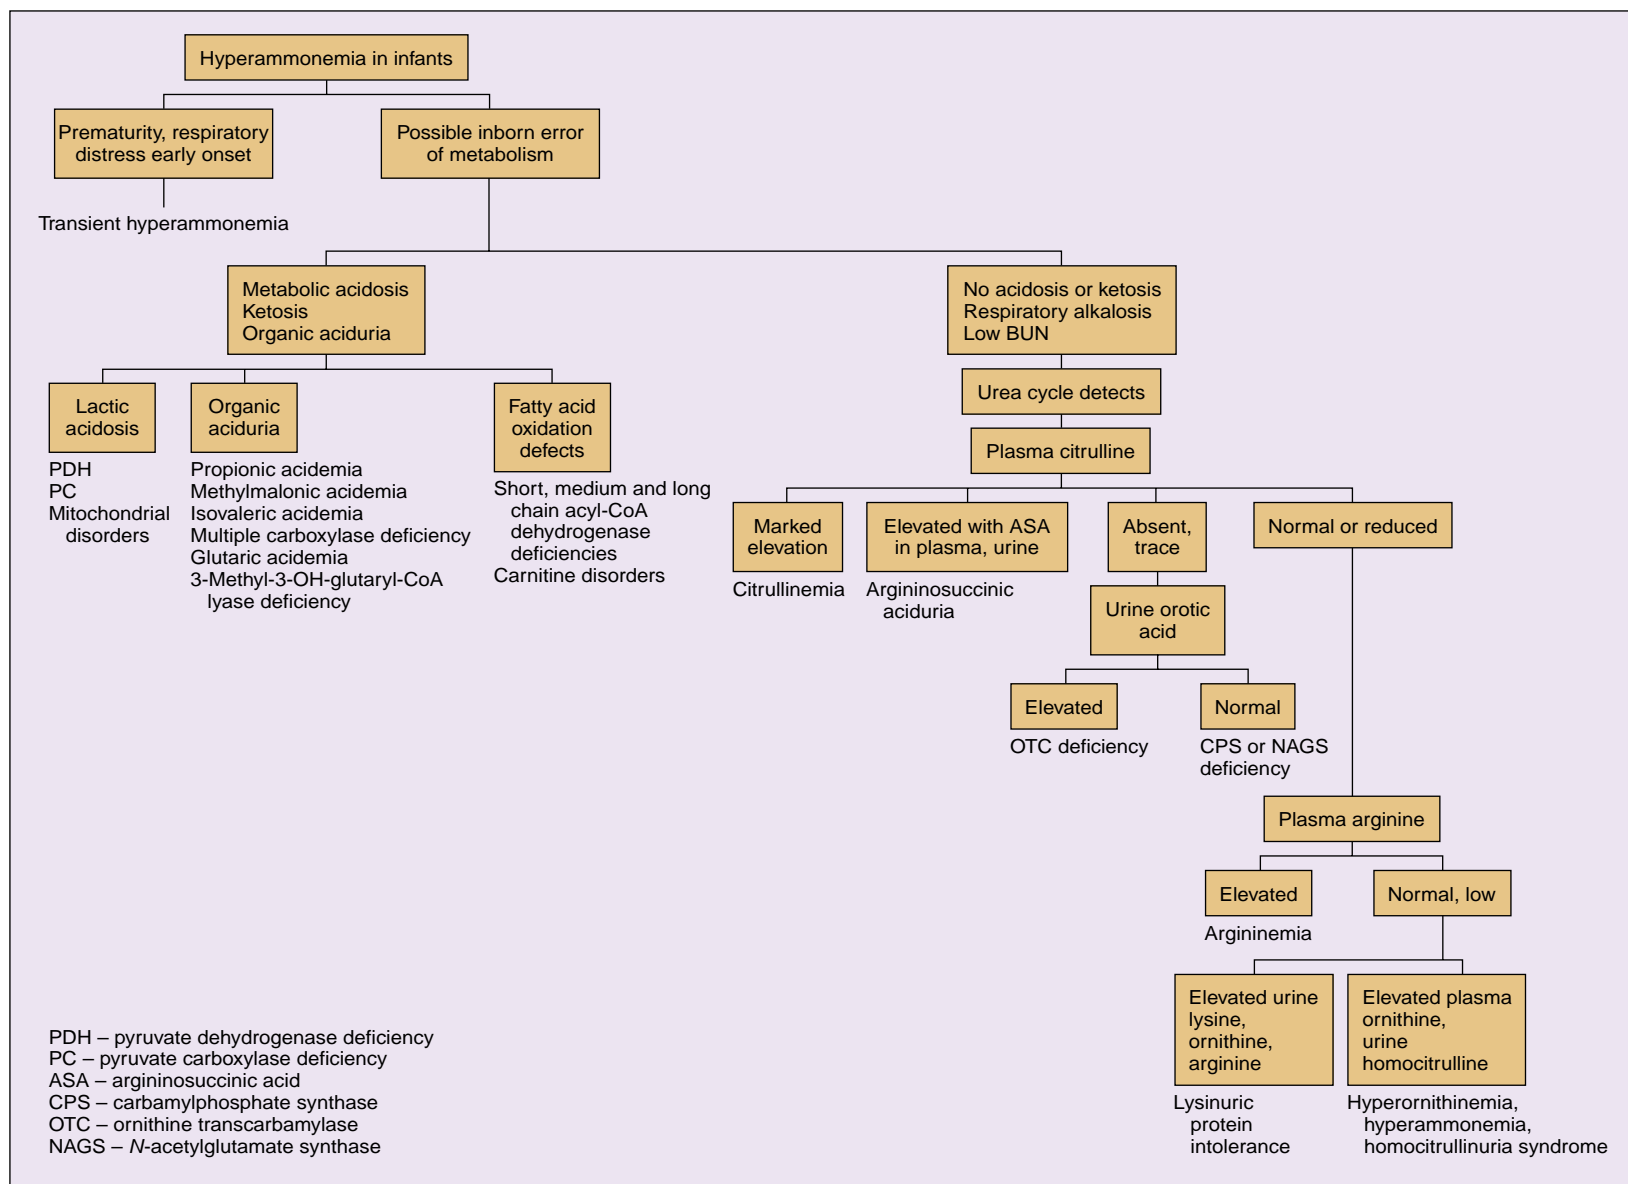 Hyperammonemia in infants
Prematurity, respiratory
distress early onset
Possible inborn error
of metabolism
Transient hyperammonemia
Metabolic acidosis
Ketosis
Organic aciduria
No acidosis or ketosis
Respiratory alkalosis
Low BUN
Lactic
acidosis
PDH
PC
Mitochondrial
disorders
Organic
aciduria
Propionic acidemia
Methylmalonic acidemia
Isovaleric acidemia
Multiple carboxylase deficiency
Glutaric acidemia
3-Methyl-3-OH-glutaryl-CoA
lyase deficiency
Fatty acid
oxidation
defects
Short, medium and long
chain acyl-CoA
dehydrogenase
deficiencies
Carnitine disorders
Urea cycle detects
Plasma citrulline
Marked
elevation
Citrullinemia
Elevated with ASA
in plasma, urine
Argininosuccinic
aciduria
Absent,
trace
Normal or reduced
Urine orotic
acid
Elevated
OTC deficiency
Normal
CPS or NAGS
deficiency
Plasma arginine
Elevated
Argininemia
Normal, low
Elevated urine
lysine,
ornithine,
arginine
Lysinuric
protein
intolerance
Elevated plasma
ornithine,
urine
homocitrulline
Hyperornithinemia,
hyperammonemia,
homocitrullinuria syndrome
PDH – pyruvate dehydrogenase deficiency
PC – pyruvate carboxylase deficiency
ASA – argininosuccinic acid
CPS – carbamylphosphate synthase
OTC – ornithine transcarbamylase
NAGS – N-acetylglutamate synthase